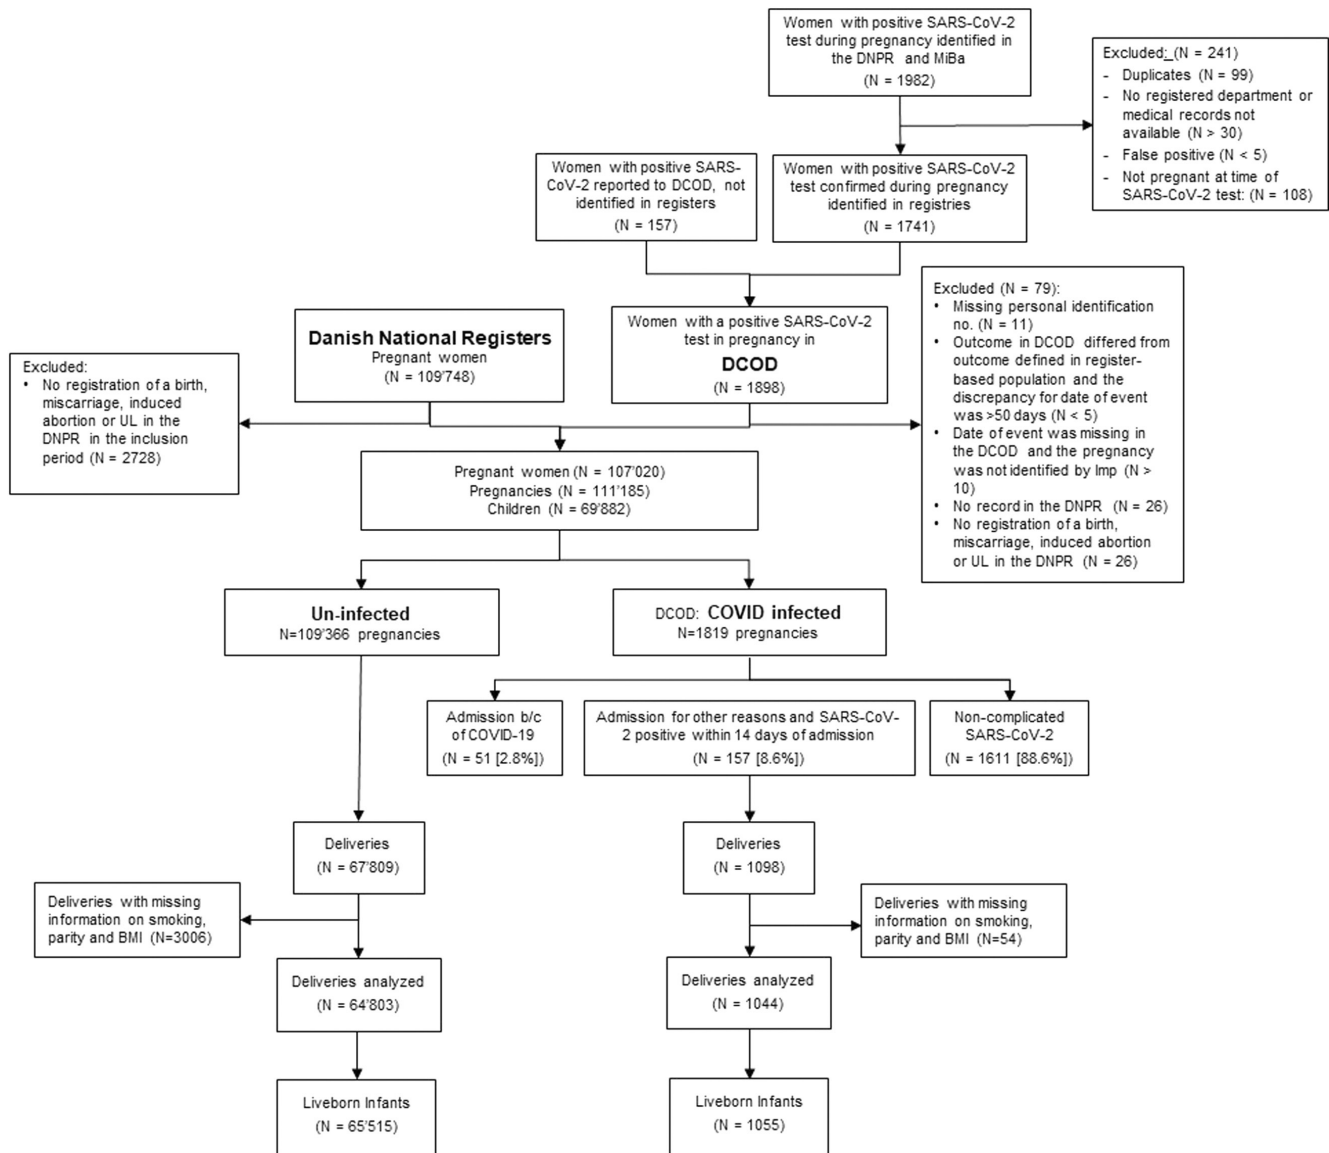 Women with positive SARS-CoV-2
test during pregnancy identified in
the DNPR and MiBa
(N = 1982)
Excluded: (N = 241)
- Duplicates (N = 99)
- No registered department or
medical records not
available (N > 30)
- False positive (N < 5)
- Not pregnant at time of
SARS-CoV-2 test: (N = 108)
Women with positive SARS-
CoV-2 reported to DCOD, not
identified in registers
(N = 157)
Women with positive SARS-CoV-2
test confirmed during pregnancy
identified in registries
(N = 1741)
Excluded (N = 79):
• Missing personal identification
no. (N = 11)
• Outcome in DCOD differed from
outcome defined in register-
based population and the
discrepancy for date of event
was >50 days (N < 5)
• Date of event was missing in
the DCOD and the pregnancy
was not identified by Imp (N >
10)
• No record in the DNPR (N = 26)
• No registration of a birth,
miscarriage, induced abortion
or UL in the DNPR (N = 26)
Danish National Registers
Pregnant women
(N = 109'748)
Women with a positive SARS-CoV-2
test in pregnancy in
DCOD
(N = 1898)
Excluded:
• No registration of a birth,
miscarriage, induced
abortion or UL in the
DNPR in the inclusion
period (N = 2728)
Pregnant women (N = 107'020)
Pregnancies (N = 111'185)
Children (N = 69'882)
Un-infected
N=109'366 pregnancies
DCOD: COVID infected
N=1819 pregnancies
Admission b/c
of COVID-19
(N = 51 [2.8%])
Admission for other reasons and SARS-CoV-
2 positive within 14 days of admission
(N = 157 [8.6%])
Non-complicated
SARS-CoV-2
(N = 1611 [88.6%])
Deliveries
(N = 67'809)
Deliveries
(N = 1098)
Deliveries with missing
information on smoking,
parity and BMI (N=3006)
Deliveries with missing
information on smoking,
parity and BMI (N=54)
Deliveries analyzed
(N = 64'803)
Deliveries analyzed
(N = 1044)
Liveborn Infants
(N = 65'515)
Liveborn Infants
(N = 1055)